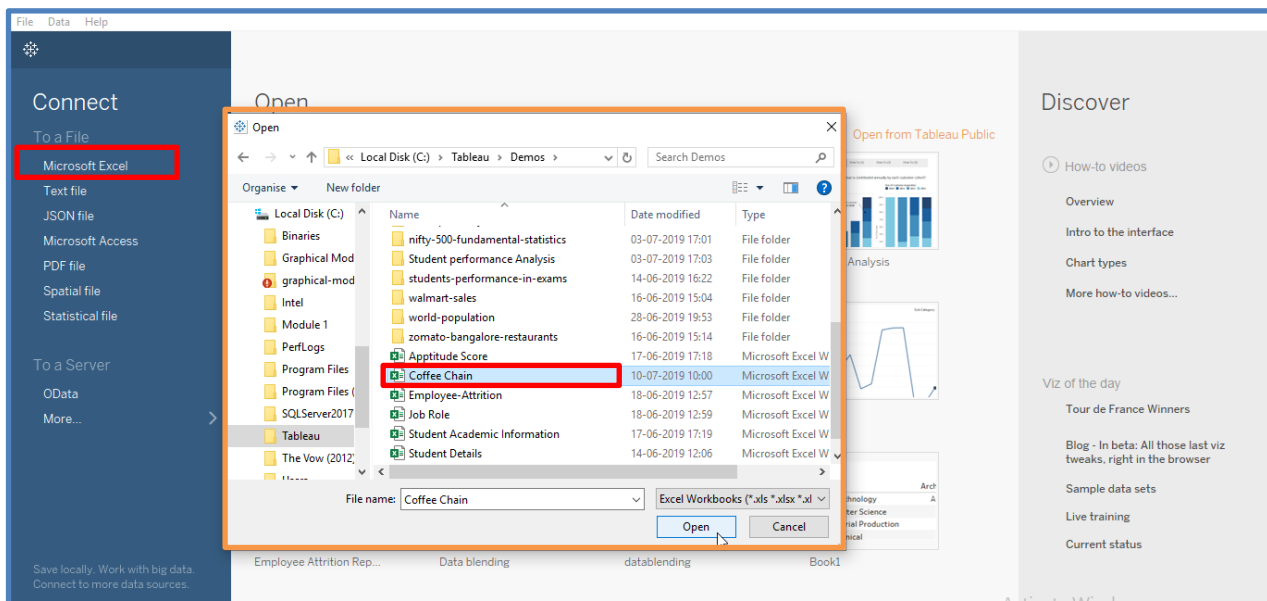 File Data Help
Connect
To a File
Microsoft Excel
Text file
JSON file
Microsoft Access
PDF file
Spatial file
Statistical file
To a Server
OData
More...
Save locally. Work with big data.
Connect to more data sources.
Open
Open from Tableau Public
Open
« Local Disk (C:) › Tableau › Demos ›
Search Demos
Organise New folder
Local Disk (C:)
Binaries
Graphical Mod
graphical-mod
Intel
Module 1
PerfLogs
Program Files
Program Files (
SQLServer2017
Tableau
The Vow (2012)
Name Date modified Type
nifty-500-fundamental-statistics 03-07-2019 17:01 File folder
Student performance Analysis 03-07-2019 17:03 File folder
students-performance-in-exams 14-06-2019 16:22 File folder
walmart-sales 16-06-2019 15:04 File folder
world-population 28-06-2019 19:53 File folder
zomato-bangalore-restaurants 16-06-2019 15:14 File folder
Apptitude Score 17-06-2019 17:18 Microsoft Excel W
Coffee Chain 10-07-2019 10:00 Microsoft Excel W
Employee-Attrition 18-06-2019 12:57 Microsoft Excel W
Job Role 18-06-2019 12:59 Microsoft Excel W
Student Academic Information 17-06-2019 17:19 Microsoft Excel W
Student Details 14-06-2019 12:06 Microsoft Excel W
File name: Coffee Chain Excel Workbooks (*.xls *.xlsx *.xl
Open Cancel
Analysis
Employee Attrition Rep... Data blending datablending Book1
Discover
How-to videos
Overview
Intro to the interface
Chart types
More how-to videos...
Viz of the day
Tour de France Winners
Blog - In beta: All those last viz
tweaks, right in the browser
Sample data sets
Live training
Current status